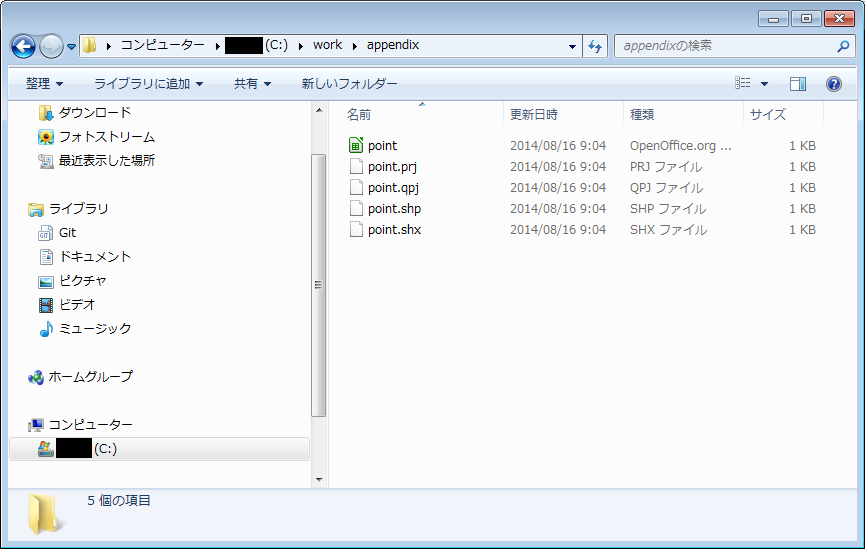 コンピューター (C:) work appendix appendixの検索
整理 ライブラリに追加 共有 新しいフォルダー
ダウンロード
フォトストリーム
最近表示した場所
ライブラリ
Git
ドキュメント
ピクチャ
ビデオ
ミュージック
ホームグループ
コンピューター
(C:)
名前 更新日時 種類 サイズ
point 2014/08/16 9:04 OpenOffice.org ... 1 KB
point.prj 2014/08/16 9:04 PRJ ファイル 1 KB
point.qpj 2014/08/16 9:04 QPJ ファイル 1 KB
point.shp 2014/08/16 9:04 SHP ファイル 1 KB
point.shx 2014/08/16 9:04 SHX ファイル 1 KB
5 個の項目